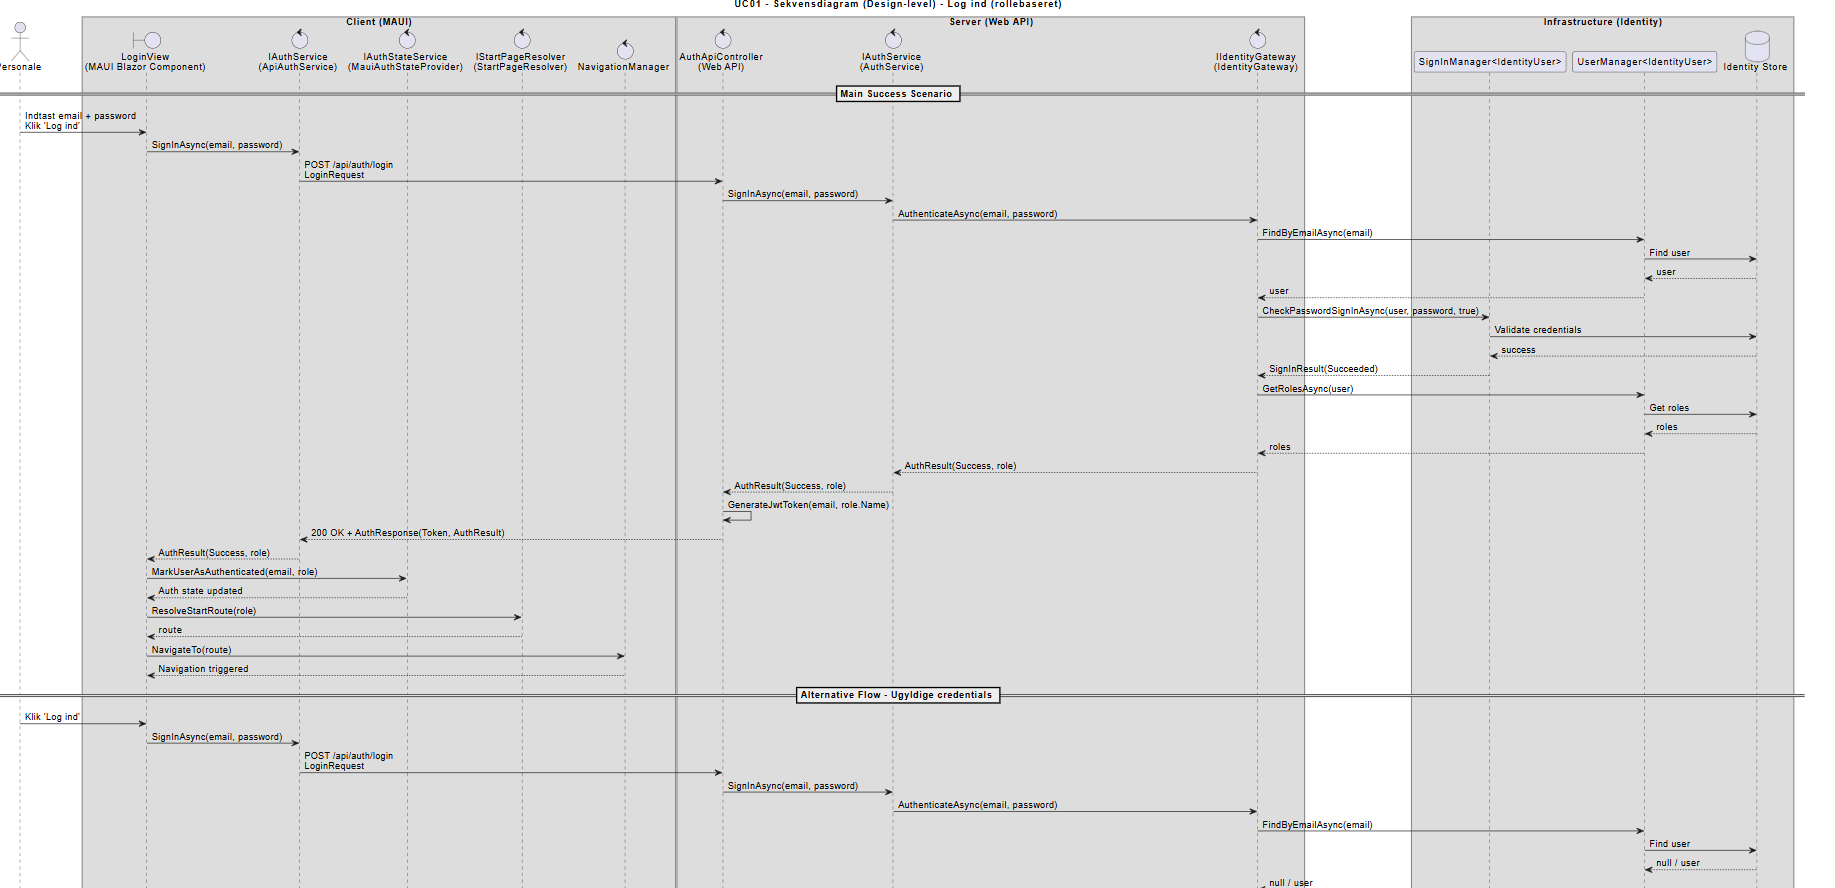 UC01 - Sekvensdiagram (Design-level) - Log ind (rollebaseret)
Client (MAUI)
Server (Web API)
Infrastructure (Identity)
ersonale
LoginView
(MAUI Blazor Component)
IAuthService
(ApiAuthService)
IAuthStateService
(MauiAuthStateProvider)
IStartPageResolver
(StartPageResolver)
NavigationManager
AuthApiController
(Web API)
IAuthService
(AuthService)
IIdentityGateway
(IdentityGateway)
SignInManager<IdentityUser>
UserManager<IdentityUser>
Identity Store
Main Success Scenario
Indtast email + password
Klik 'Log ind'
SignInAsync(email, password)
POST /api/auth/login
LoginRequest
SignInAsync(email, password)
AuthenticateAsync(email, password)
FindByEmailAsync(email)
Find user
user
user
CheckPasswordSignInAsync(user, password, true)
Validate credentials
success
SignInResult(Succeeded)
GetRolesAsync(user)
Get roles
roles
roles
AuthResult(Success, role)
AuthResult(Success, role)
GenerateJwtToken(email, role.Name)
200 OK + AuthResponse(Token, AuthResult)
AuthResult(Success, role)
MarkUserAsAuthenticated(email, role)
Auth state updated
ResolveStartRoute(role)
route
NavigateTo(route)
Navigation triggered
Alternative Flow - Ugyldige credentials
Klik 'Log ind'
SignInAsync(email, password)
POST /api/auth/login
LoginRequest
SignInAsync(email, password)
AuthenticateAsync(email, password)
FindByEmailAsync(email)
Find user
null / user
null / user